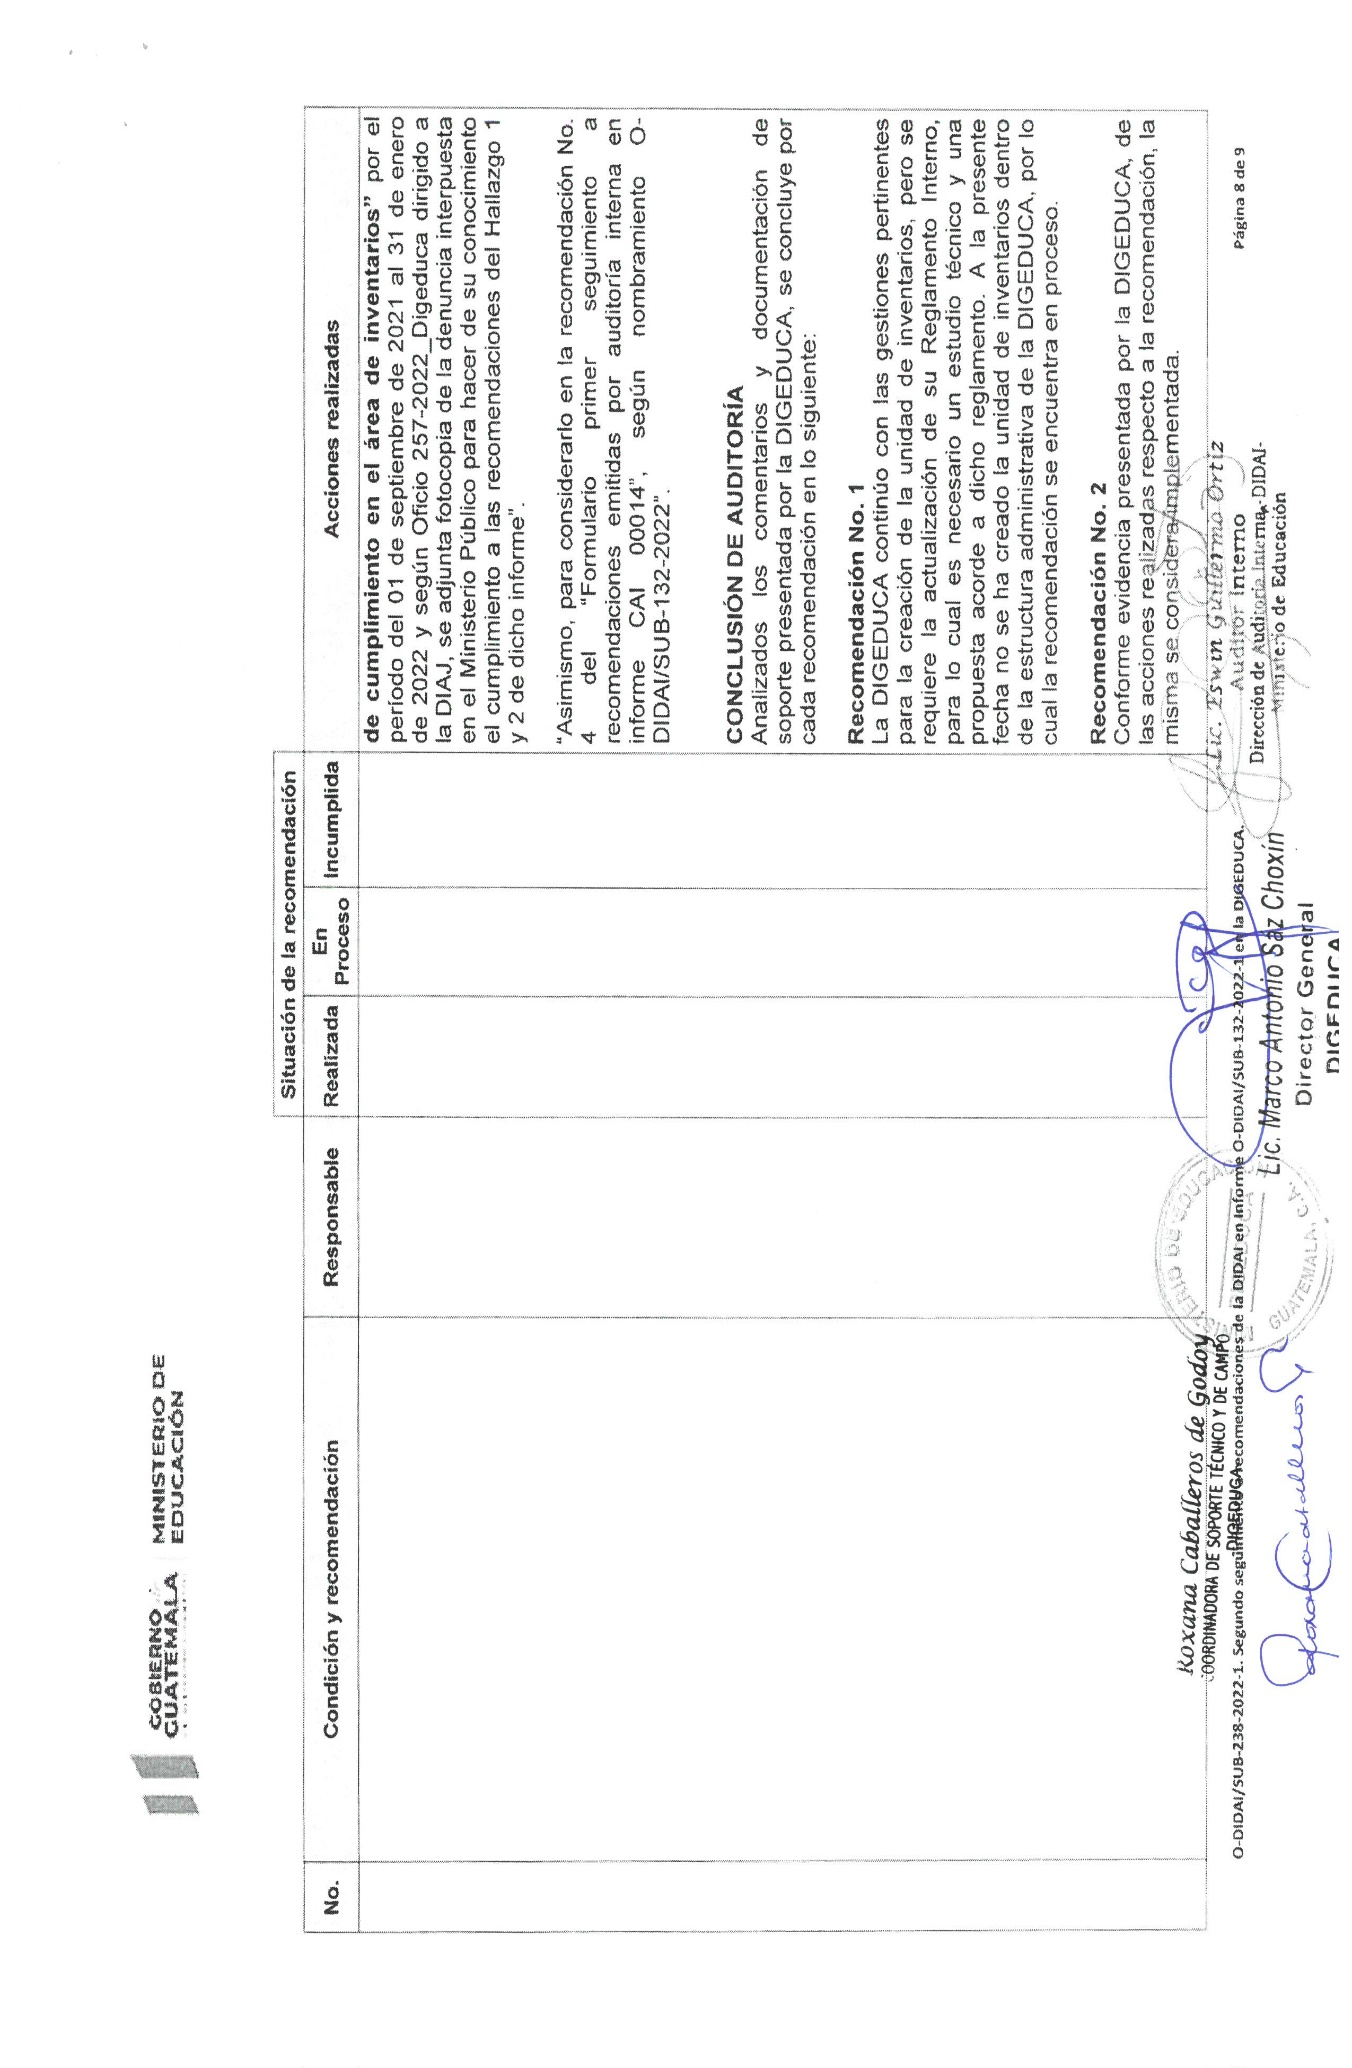 GOBIERNO MINISTERIO DE
GUATEMALA EDUCACIÓN
Situación de la recomendación
No.
Condición y recomendación
Responsable
Realizada
En
Proceso
Incumplida
Acciones realizadas
de cumplimiento en el área de inventarios” por el
período del 01 de septiembre de 2021 al 31 de enero
de 2022 y según Oficio 257-2022_Digeduca dirigido a
la DIAJ, se adjunta fotocopia de la denuncia interpuesta
en el Ministerio Público para hacer de su conocimiento
el cumplimiento a las recomendaciones del Hallazgo 1
y 2 de dicho informe”.
“Asimismo, para considerarlo en la recomendación No.
4 del “Formulario primer seguimiento a
recomendaciones emitidas por auditoría interna en
informe CAI 00014”, según nombramiento O-
DIDAI/SUB-132-2022”.
CONCLUSIÓN DE AUDITORÍA
Analizados los comentarios y documentación de
soporte presentada por la DIGEDUCA, se concluye por
cada recomendación en lo siguiente:
Recomendación No. 1
La DIGEDUCA continúo con las gestiones pertinentes
para la creación de la unidad de inventarios, pero se
requiere la actualización de su Reglamento Interno,
para lo cual es necesario un estudio técnico y una
propuesta acorde a dicho reglamento. A la presente
fecha no se ha creado la unidad de inventarios dentro
de la estructura administrativa de la DIGEDUCA, por lo
cual la recomendación se encuentra en proceso.
Recomendación No. 2
Conforme evidencia presentada por la DIGEDUCA, de
las acciones realizadas respecto a la recomendación, la
misma se considera implementada.
Roxana Caballeros de Godoy
COORDINADORA DE SOPORTE TÉCNICO Y DE CAMPO
DIGEDUCA
O-DIDAI/SUB-238-2022-1. Segundo seguimiento a recomendaciones de la DIDAI en Informe O-DIDAI/SUB-132-2022-1 en la DIGEDUCA.
Página 8 de 9
MINISTERIO DE EDUCACIÓN
GUATEMALA, C.A.
Lic. Marco Antonio Saz Choxín
Director General
DIGEDUCA
Lic. Eswin Guillermo Ortiz
Auditor Interno
Dirección de Auditoría Interna -DIDAI-
Ministerio de Educación